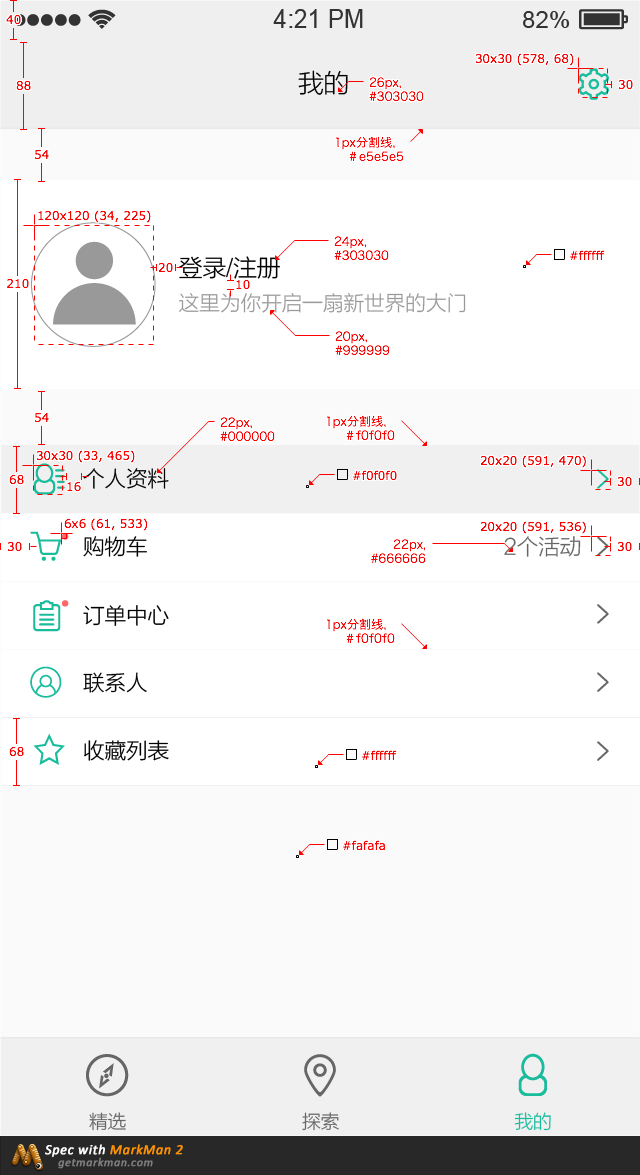 40
4:21 PM
82%
88
我的
26px,
#303030
30x30 (578, 68)
30
54
1px分割线,
#e5e5e5
210
120x120 (34, 225)
20
登录/注册
24px,
#303030
#ffffff
10
这里为你开启一扇新世界的大门
20px,
#999999
54
22px,
#000000
1px分割线,
#f0f0f0
68
30x30 (33, 465)
16
个人资料
#f0f0f0
20x20 (591, 470)
30
30
6x6 (61, 533)
购物车
22px,
#666666
2个活动
20x20 (591, 536)
30
订单中心
1px分割线,
#f0f0f0
联系人
68
收藏列表
#ffffff
#fafafa
精选
探索
我的
Spec with MarkMan 2
getmarkman.com